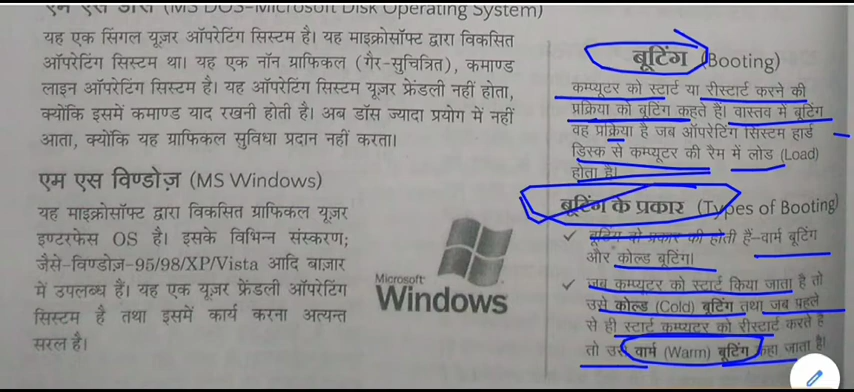 एम एस डॉस (MS DOS-Microsoft Disk Operating System)
यह एक सिंगल यूज़र ऑपरेटिंग सिस्टम है। यह माइक्रोसॉफ्ट द्वारा विकसित
ऑपरेटिंग सिस्टम था। यह एक नॉन ग्राफिकल (गैर-सुचित्रित), कमाण्ड
लाइन ऑपरेटिंग सिस्टम है। यह ऑपरेटिंग सिस्टम यूज़र फ्रेंडली नहीं होता,
क्योंकि इसमें कमाण्ड याद रखनी होती है। अब डॉस ज्यादा प्रयोग में नहीं
आता, क्योंकि यह ग्राफिकल सुविधा प्रदान नहीं करता।
एम एस विण्डोज़ (MS Windows)
यह माइक्रोसॉफ्ट द्वारा विकसित ग्राफिकल यूज़र
इण्टरफेस OS है। इसके विभिन्न संस्करण;
जैसे-विण्डोज-95/98/XP/Vista आदि बाज़ार
में उपलब्ध हैं। यह एक यूज़र फ्रेंडली ऑपरेटिंग
सिस्टम है तथा इसमें कार्य करना अत्यन्त
सरल है।
Microsoft
Windows
बूटिंग (Booting)
कम्प्यूटर को स्टार्ट या रीस्टार्ट करने की
प्रक्रिया को बूटिंग कहते हैं। वास्तव में बूटिंग
वह प्रक्रिया है जब ऑपरेटिंग सिस्टम हार्ड
डिस्क से कम्प्यूटर की रैम में लोड (Load)
होता है।
बूटिंग के प्रकार (Types of Booting)
✓ बूटिंग दो प्रकार की होती हैं-वार्म बूटिंग
और कोल्ड बूटिंग।
✓ जब कम्प्यूटर को स्टार्ट किया जाता है तो
उसे कोल्ड (Cold) बूटिंग तथा जब पहले
से ही स्टार्ट कम्प्यूटर को रीस्टार्ट करते हैं
तो उसे वार्म (Warm) बूटिंग कहा जाता है।